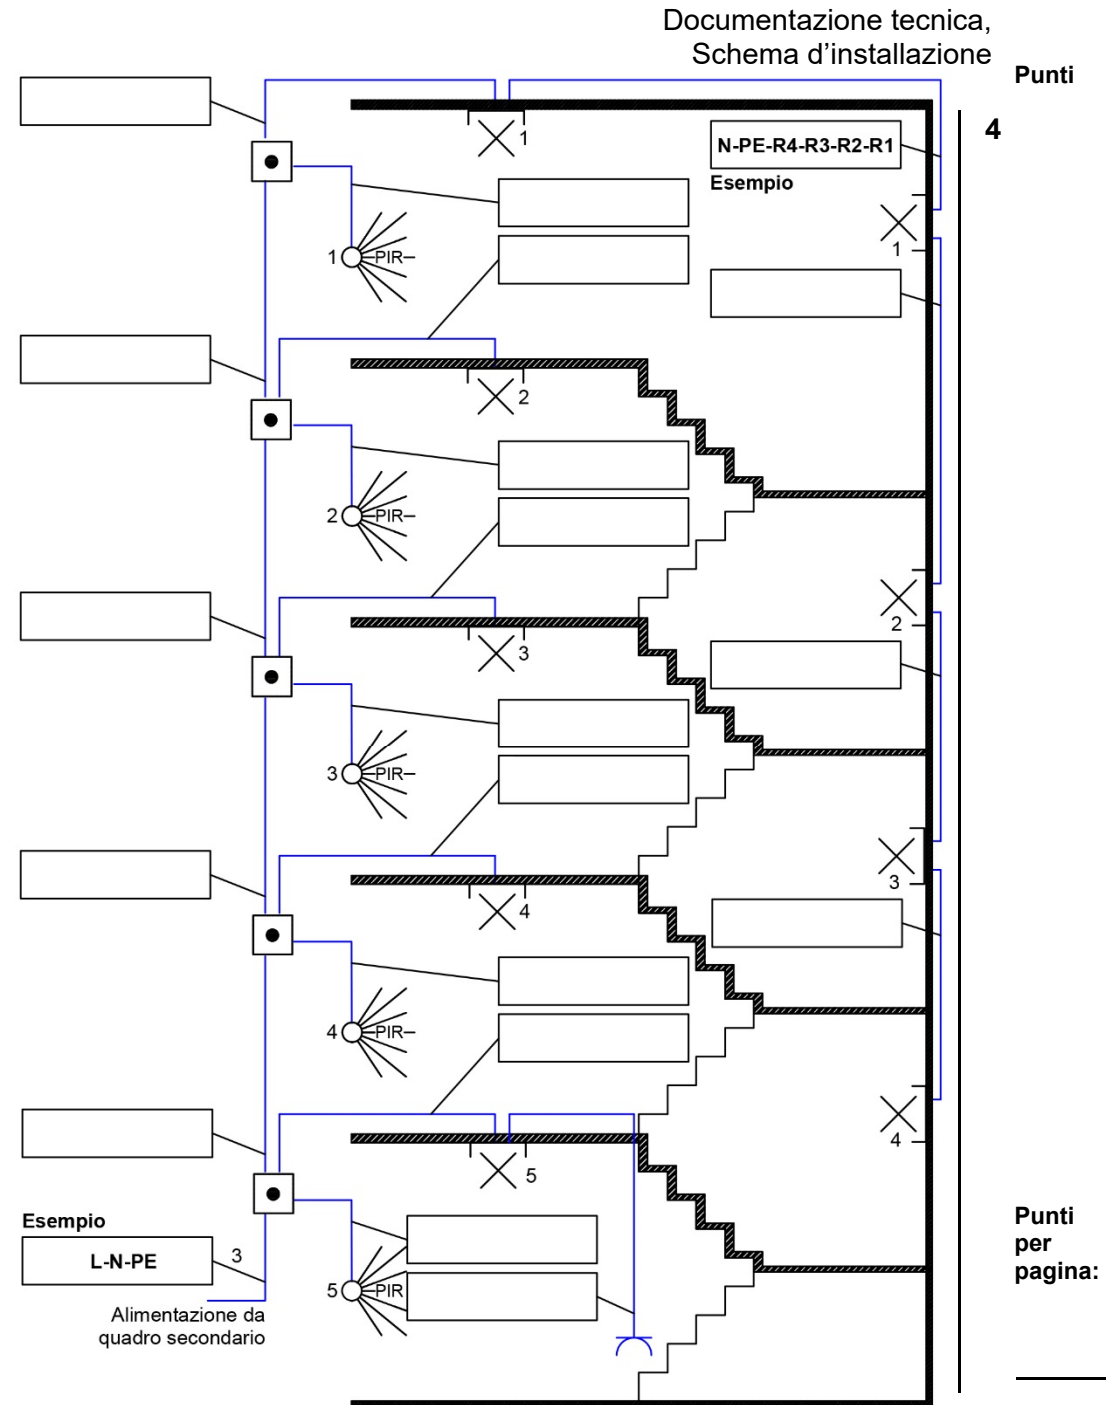 Documentazione tecnica,
Schema d’installazione
Punti
4
1
N-PE-R4-R3-R2-R1
Esempio
1
1
PIR
2
2
PIR
2
3
3
PIR
3
4
4
PIR
4
5
Esempio
L-N-PE
3
5
PIR
Alimentazione da
quadro secondario
Punti
per
pagina: